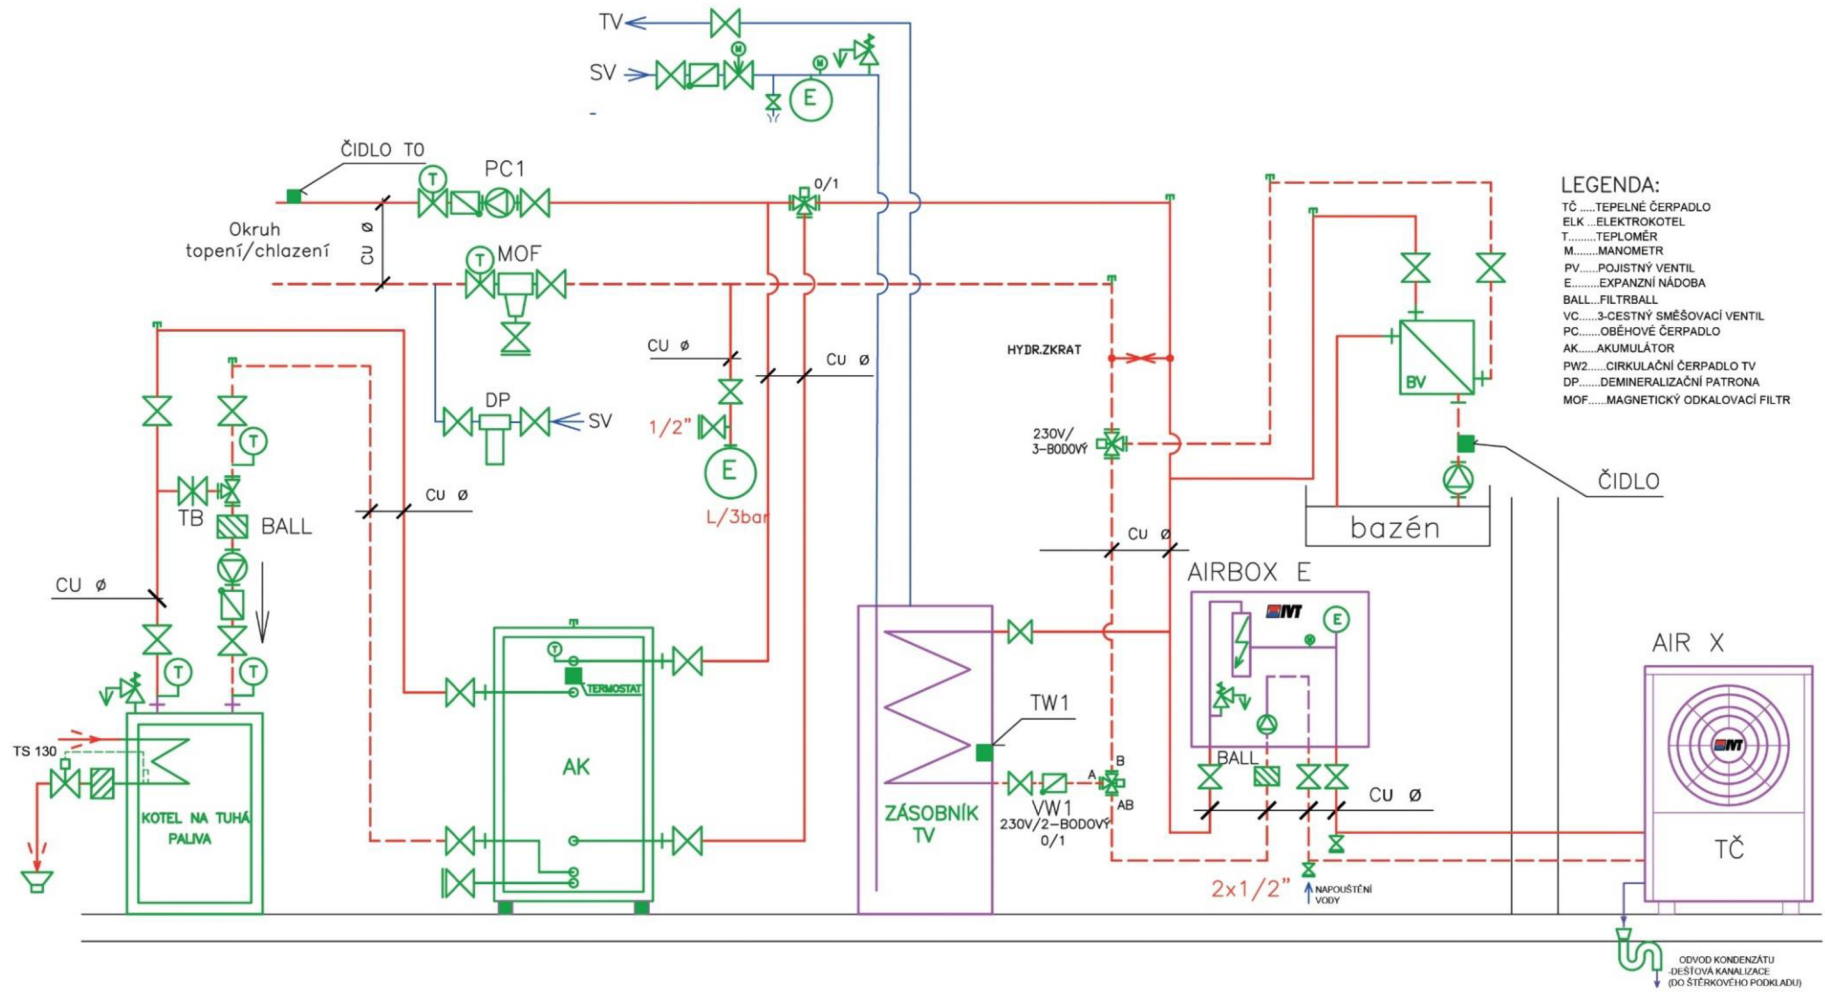 TV
SV
M
M
E
ČIDLO TO
T
PC1
0/1
Okruh
topení/chlazení
CU Ø
T
MOF
HYDR.ZKRAT
CU Ø
CU Ø
DP
SV
1/2"
E
L/3bar
230V/
3-BODOVÝ
BV
ČIDLO
bazén
T
TB
BALL
CU Ø
CU Ø
CU Ø
T
T
TS 130
KOTEL NA TUHÁ
PALIVA
T
TERMOSTAT
AK
ZÁSOBNÍK
TV
TW1
VW1
230V/2-BODOVÝ
0/1
A
B
AB
AIRBOX E
IVT
E
BALL
CU Ø
2x1/2"
NAPOUŠTĚNÍ
VODY
AIR X
IVT
TČ
ODVOD KONDENZÁTU
-DEŠŤOVÁ KANALIZACE
(DO ŠTĚRKOVÉHO PODKLADU)
LEGENDA:
TČ .....TEPELNÉ ČERPADLO
ELK ...ELEKTROKOTEL
T.........TEPLOMĚR
M........MANOMETR
PV.....POJISTNÝ VENTIL
E.........EXPANZNÍ NÁDOBA
BALL...FILTRBALL
VC......3-CESTNÝ SMĚŠOVACÍ VENTIL
PC......OBĚHOVÉ ČERPADLO
AK......AKUMULÁTOR
PW2......CIRKULAČNÍ ČERPADLO TV
DP.......DEMINERALIZAČNÍ PATRONA
MOF......MAGNETICKÝ ODKALOVACÍ FILTR